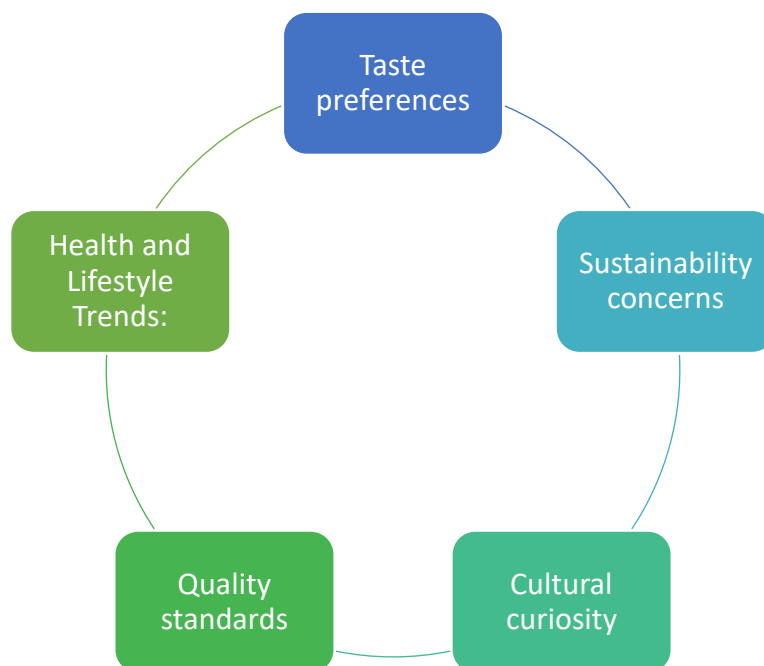 Taste
preferences
Sustainability
concerns
Cultural
curiosity
Quality
standards
Health and
Lifestyle
Trends: